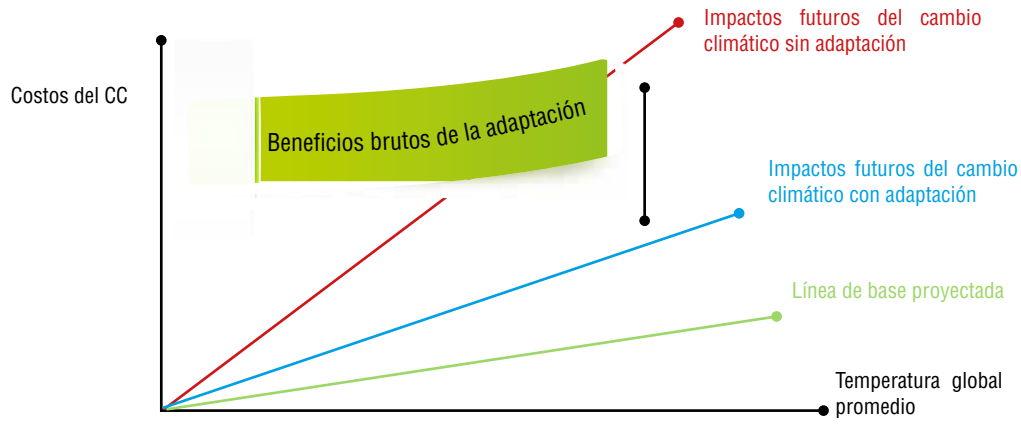 Impactos futuros del cambio
climático sin adaptación
Costos del CC
Beneficios brutos de la adaptación
Impactos futuros del cambio
climático con adaptación
Línea de base proyectada
Temperatura global
promedio